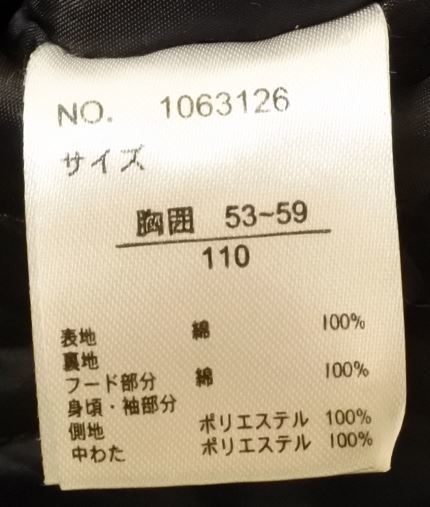 NO. 1063126
サイズ
胸囲 53~59
110
表地 綿 100%
裏地
フード部分 綿 100%
身頃・袖部分
側地 ポリエステル 100%
中わた ポリエステル 100%